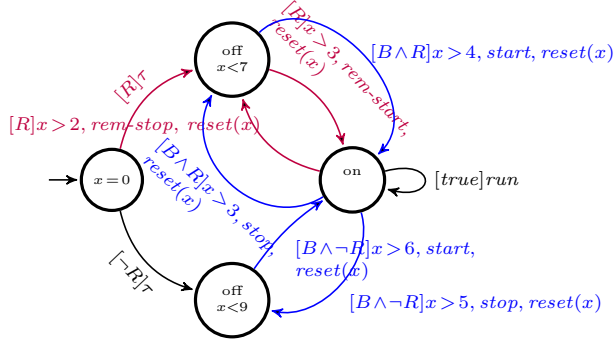 off
x<7
[R]x>3, rem-start,
reset(x)
[B∧R]x>4, start, reset(x)
[R]τ
[R]x>2, rem-stop, reset(x)
x=0
on
[true]run
[B∧R]x>3, stop,
reset(x)
[¬R]τ
off
x<9
[B∧¬R]x>6, start,
reset(x)
[B∧¬R]x>5, stop, reset(x)